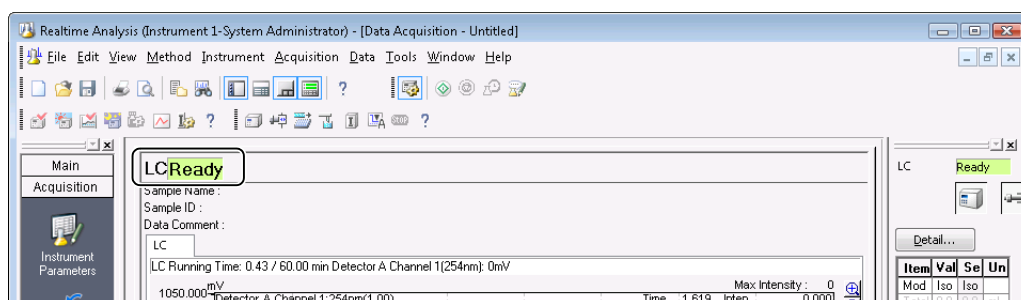 Realtime Analysis (Instrument 1-System Administrator) - [Data Acquisition - Untitled]
File Edit View Method Instrument Acquisition Data Tools Window Help
Main
Acquisition
Instrument
Parameters
LC Ready
Sample Name :
Sample ID :
Data Comment :
LC
LC Running Time: 0.43 / 60.00 min Detector A Channel 1(254nm): 0mV
mV
Max Intensity : 0
1050.000
Detector A Channel 1:254nm(1.00)
Time 1.619 Inten. 0.000
LC Ready
Detail...
Item Val Se Un
Mod Iso Iso